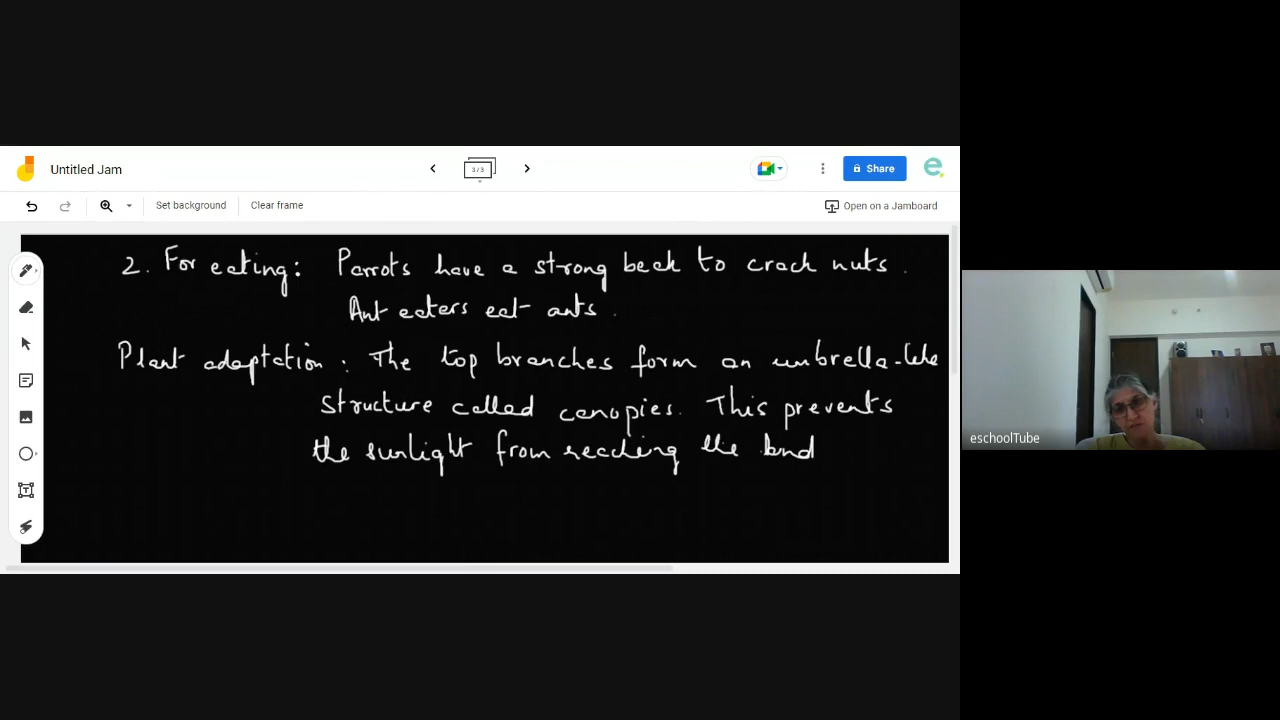 Untitled Jam
3/3
Share
Set background
Clear frame
Open on a Jamboard
2. For eating: Parrots have a strong beak to crack nuts.
Ant eaters eat ants.
Plant adaptation: The top branches form an umbrella-like
structure called canopies. This prevents
the sunlight from reaching the land
eschoolTube